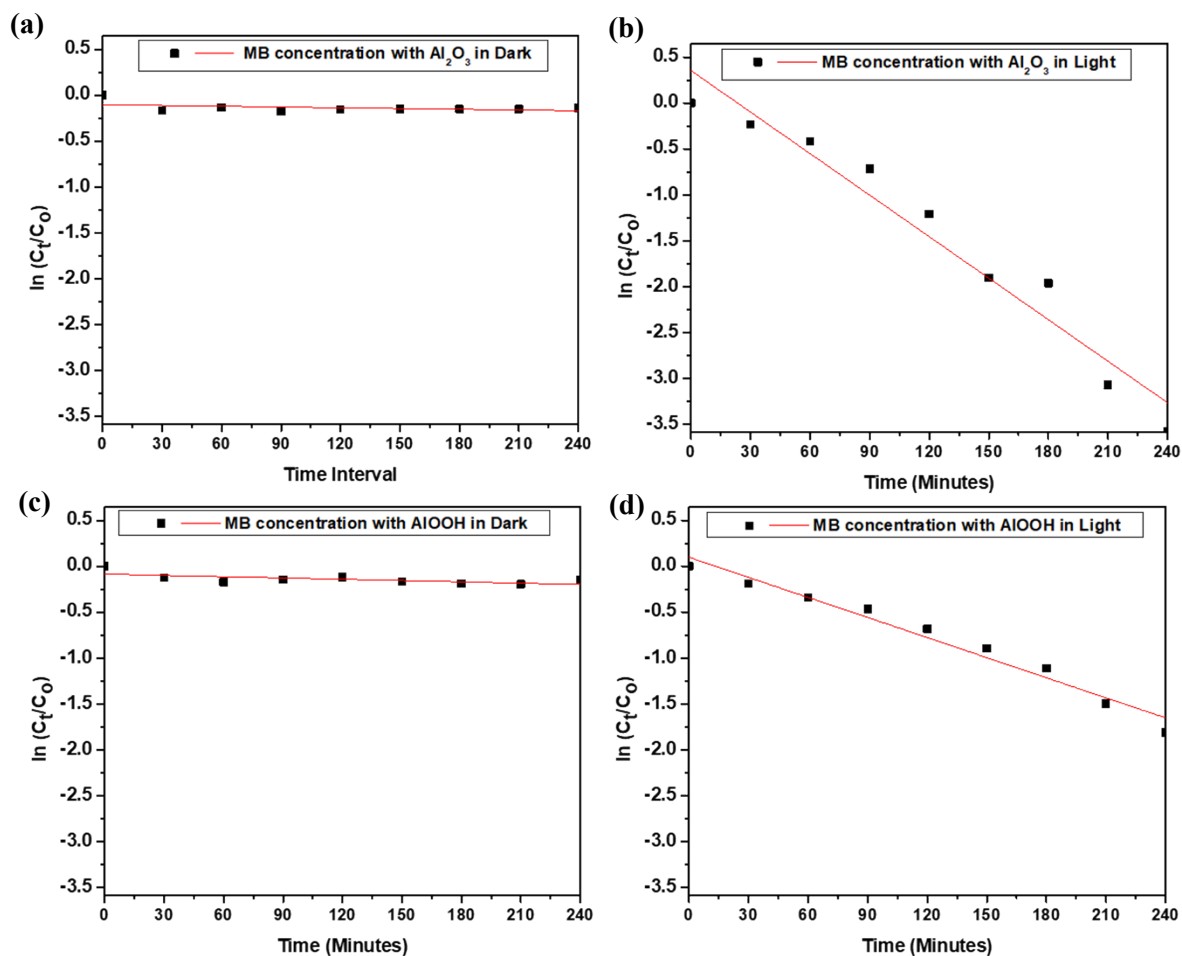 (a)
MB concentration with Al₂O₃ in Dark
0.5
0.0
-0.5
-1.0
-1.5
-2.0
-2.5
-3.0
-3.5
ln (Ct/Co)
0 30 60 90 120 150 180 210 240
Time Interval
(b)
MB concentration with Al₂O₃ in Light
0.5
0.0
-0.5
-1.0
-1.5
-2.0
-2.5
-3.0
-3.5
ln (Ct/Co)
0 30 60 90 120 150 180 210 240
Time (Minutes)
(c)
MB concentration with AlOOH in Dark
0.5
0.0
-0.5
-1.0
-1.5
-2.0
-2.5
-3.0
-3.5
ln (Ct/Co)
0 30 60 90 120 150 180 210 240
Time (Minutes)
(d)
MB concentration with AlOOH in Light
0.5
0.0
-0.5
-1.0
-1.5
-2.0
-2.5
-3.0
-3.5
ln (Ct/Co)
0 30 60 90 120 150 180 210 240
Time (Minutes)